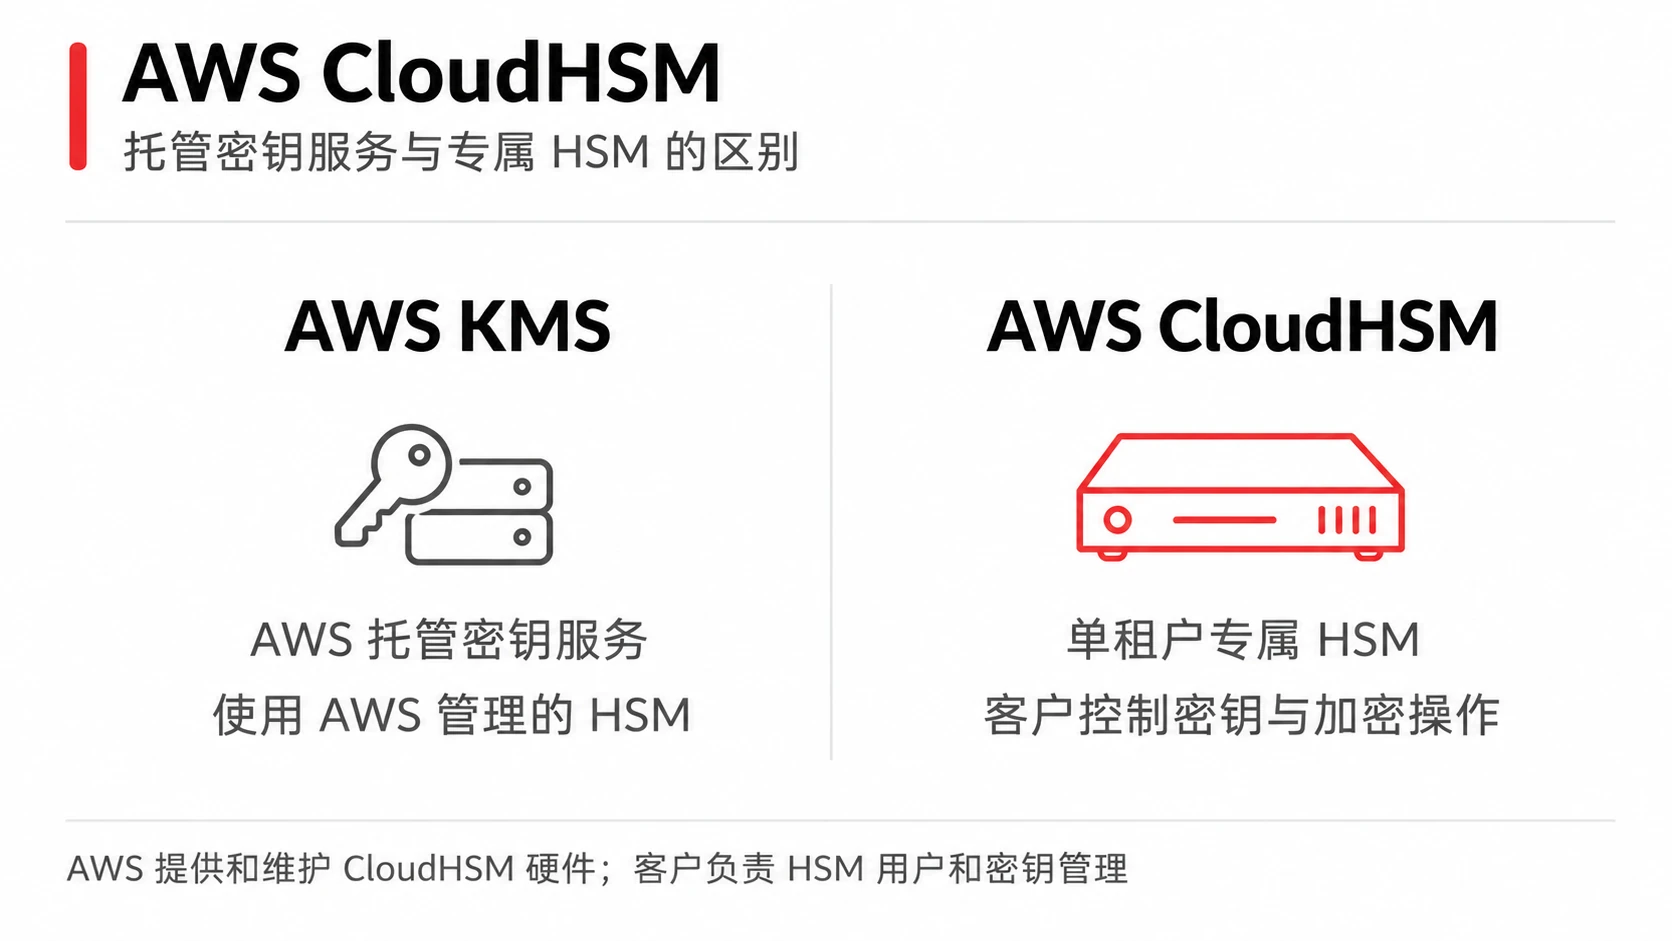 AWS CloudHSM
托管密钥服务与专属 HSM 的区别
AWS KMS
AWS 托管密钥服务
使用 AWS 管理的 HSM
AWS CloudHSM
单租户专属 HSM
客户控制密钥与加密操作
AWS 提供和维护 CloudHSM 硬件；客户负责 HSM 用户和密钥管理